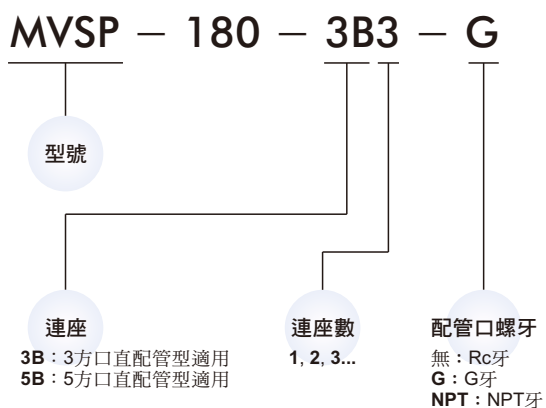 MVSP – 180 – 3B3 – G
型號
連座
3B：3方口直配管型適用
5B：5方口直配管型適用
連座數
1, 2, 3...
配管口螺牙
無：Rc牙
G：G牙
NPT：NPT牙